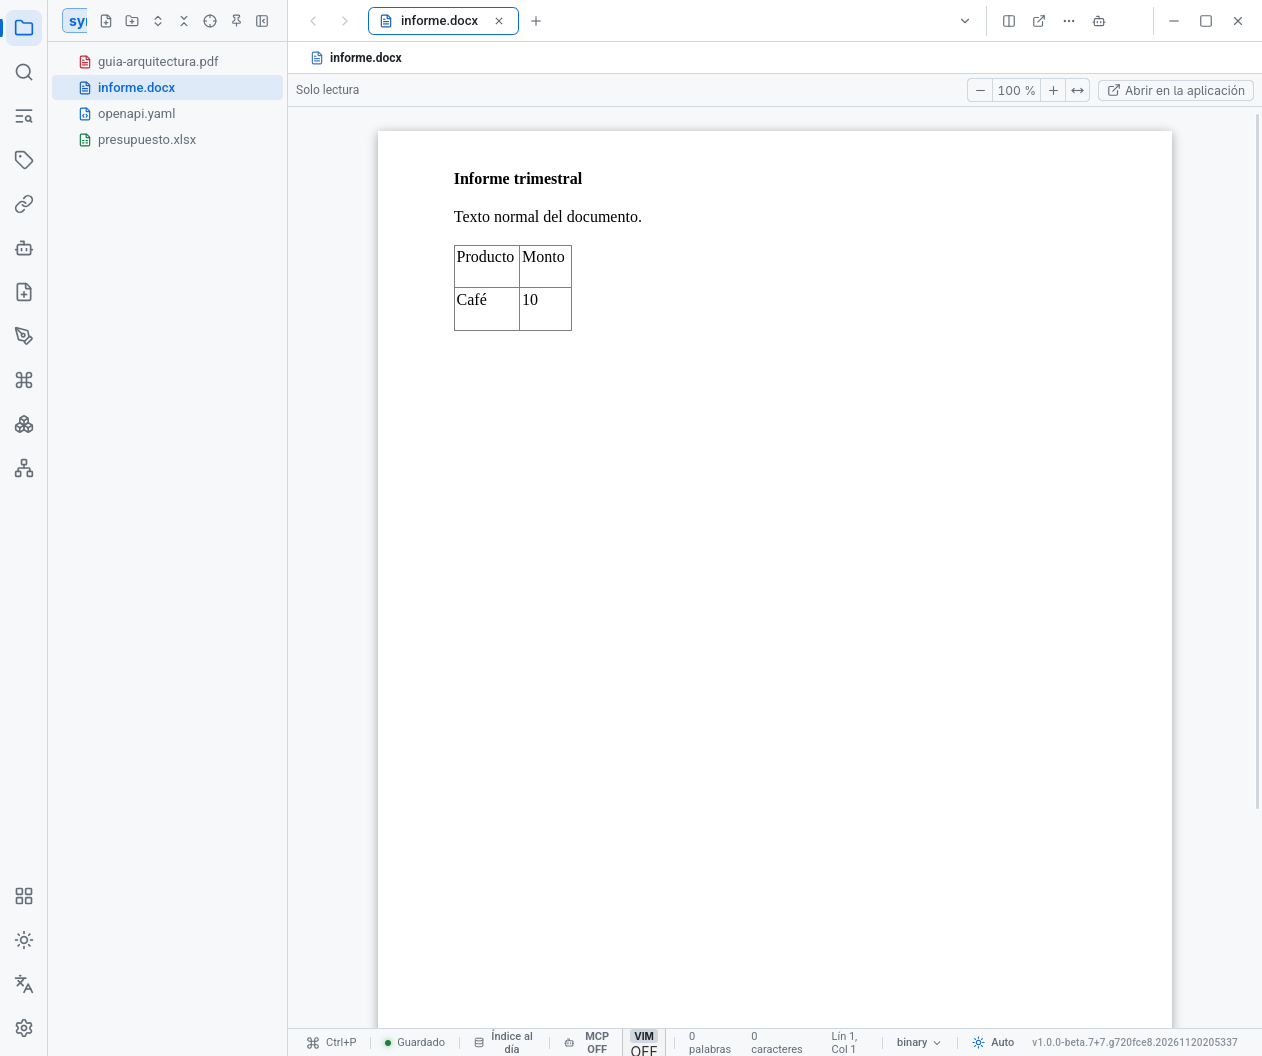 informe.docx
guia-arquitectura.pdf
informe.docx
openapi.yaml
presupuesto.xlsx
informe.docx
Solo lectura
100 %
Abrir en la aplicación
Informe trimestral
Texto normal del documento.
Producto Monto
Café 10
Ctrl+P
Guardado
Índice al día
MCP OFF
VIM OFF
0 palabras
0 caracteres
Lín 1, Col 1
binary
Auto
v1.0.0-beta.7+7.g720fce8.20261120205337